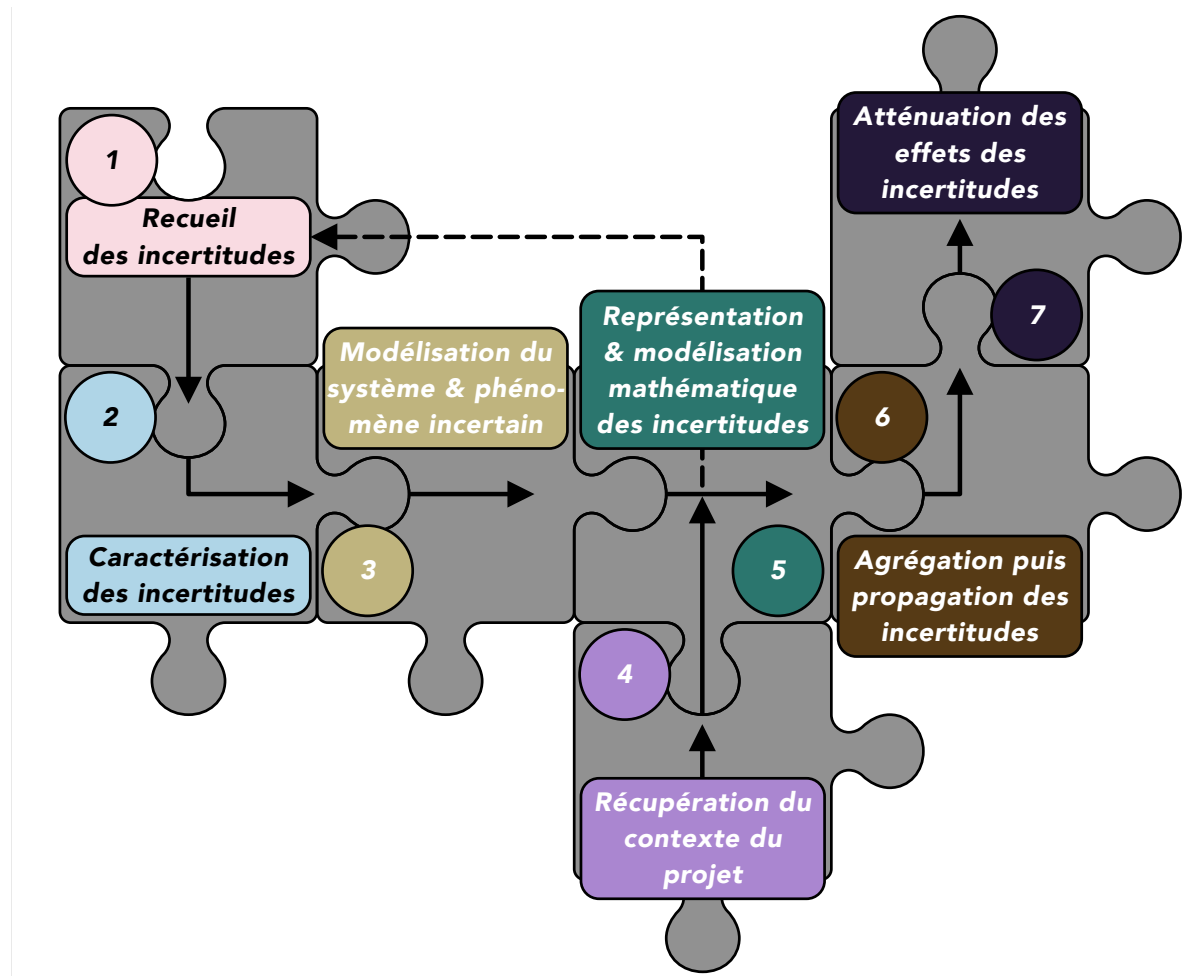 1
Recueil
des incertitudes
2
Caractérisation
des incertitudes
Modélisation du
système & phéno-
mène incertain
3
4
Récupération du
contexte du
projet
Représentation
& modélisation
mathématique
des incertitudes
5
6
Agrégation puis
propagation des
incertitudes
Atténuation des
effets des
incertitudes
7